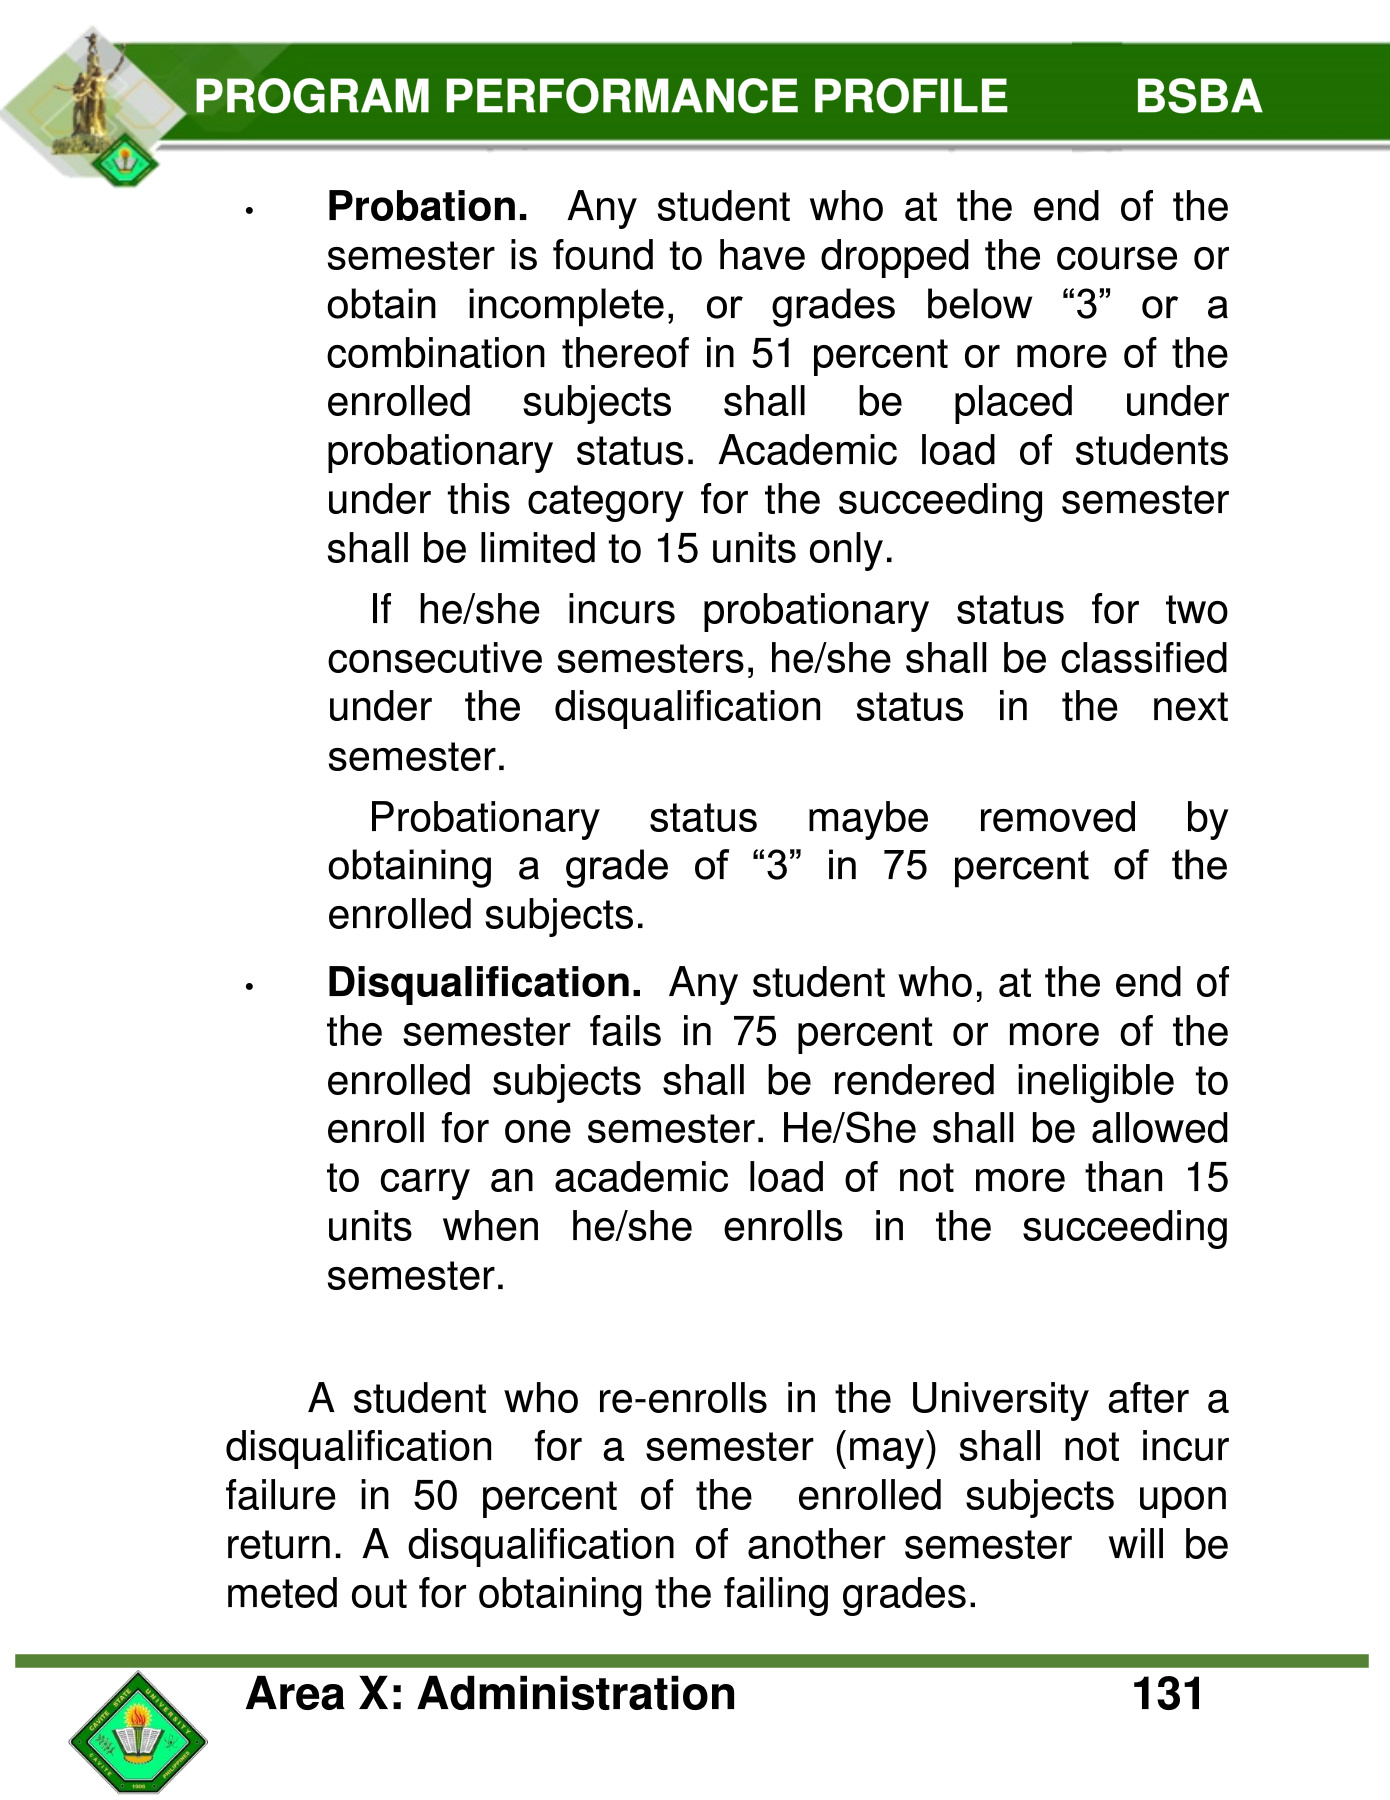 PROGRAM PERFORMANCE PROFILE BSBA
• Probation. Any student who at the end of the
semester is found to have dropped the course or
obtain incomplete, or grades below “3” or a
combination thereof in 51 percent or more of the
enrolled subjects shall be placed under
probationary status. Academic load of students
under this category for the succeeding semester
shall be limited to 15 units only.
If he/she incurs probationary status for two
consecutive semesters, he/she shall be classified
under the disqualification status in the next
semester.
Probationary status maybe removed by
obtaining a grade of “3” in 75 percent of the
enrolled subjects.
• Disqualification. Any student who, at the end of
the semester fails in 75 percent or more of the
enrolled subjects shall be rendered ineligible to
enroll for one semester. He/She shall be allowed
to carry an academic load of not more than 15
units when he/she enrolls in the succeeding
semester.
A student who re-enrolls in the University after a
disqualification for a semester (may) shall not incur
failure in 50 percent of the enrolled subjects upon
return. A disqualification of another semester will be
meted out for obtaining the failing grades.
Area X: Administration 131
CAVITE STATE UNIVERSITY
CAVITE PHILIPPINES
1906